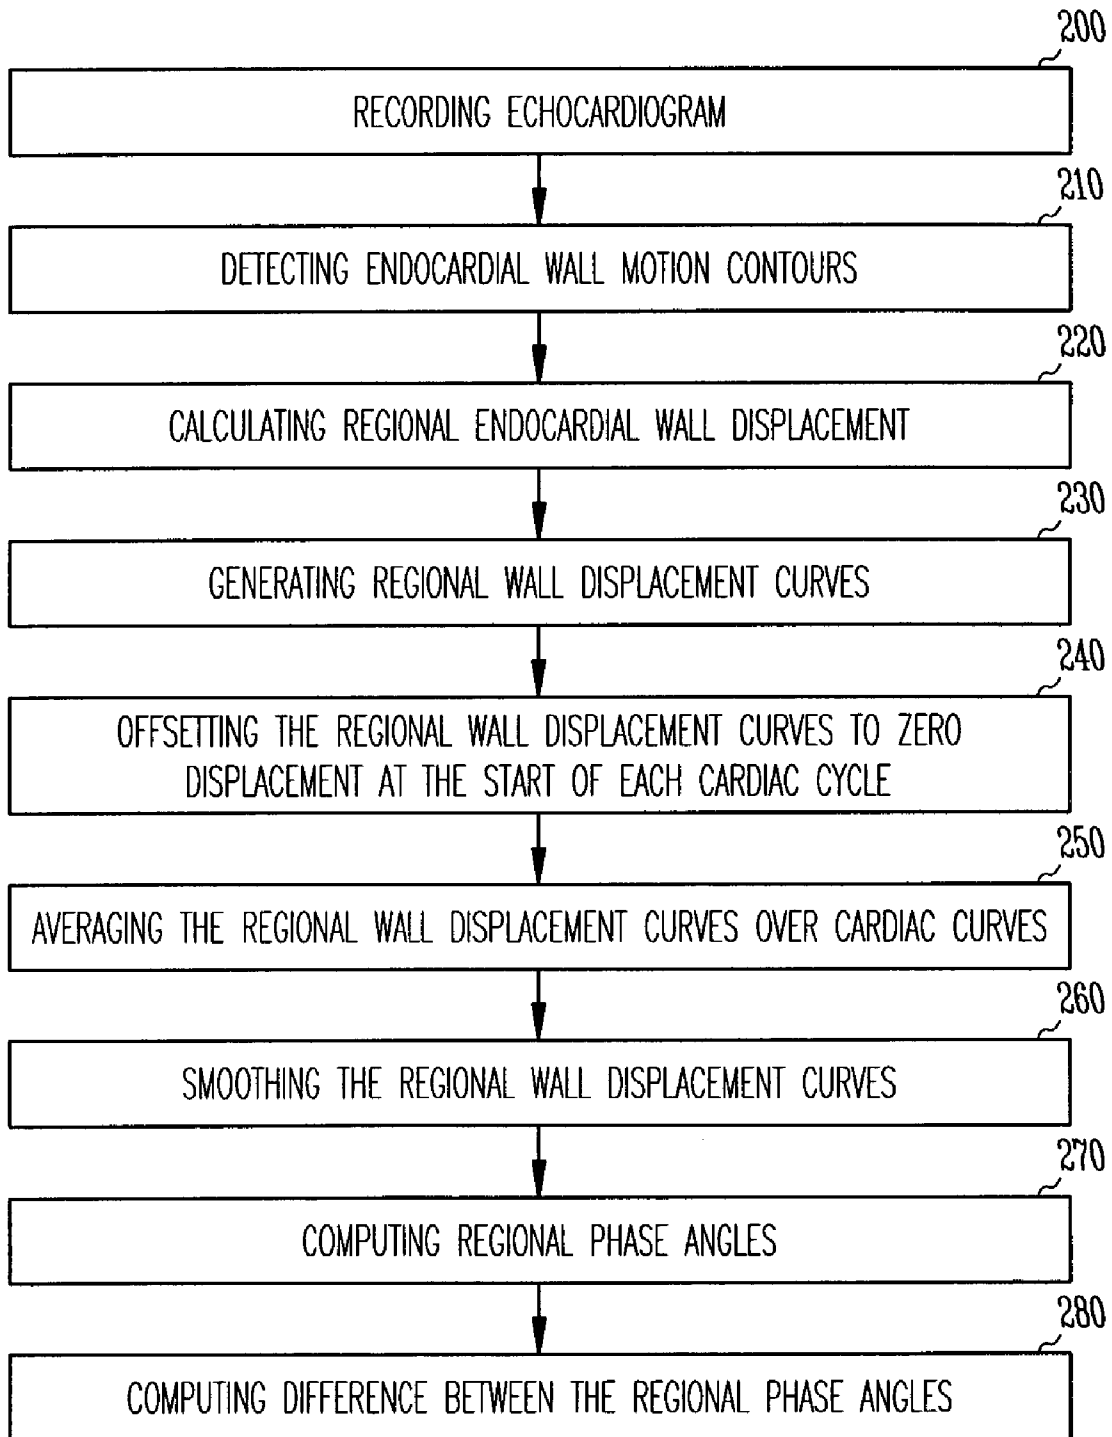 200
RECORDING ECHOCARDIOGRAM
210
DETECTING ENDOCARDIAL WALL MOTION CONTOURS
220
CALCULATING REGIONAL ENDOCARDIAL WALL DISPLACEMENT
230
GENERATING REGIONAL WALL DISPLACEMENT CURVES
240
OFFSETTING THE REGIONAL WALL DISPLACEMENT CURVES TO ZERO
DISPLACEMENT AT THE START OF EACH CARDIAC CYCLE
250
AVERAGING THE REGIONAL WALL DISPLACEMENT CURVES OVER CARDIAC CURVES
260
SMOOTHING THE REGIONAL WALL DISPLACEMENT CURVES
270
COMPUTING REGIONAL PHASE ANGLES
280
COMPUTING DIFFERENCE BETWEEN THE REGIONAL PHASE ANGLES